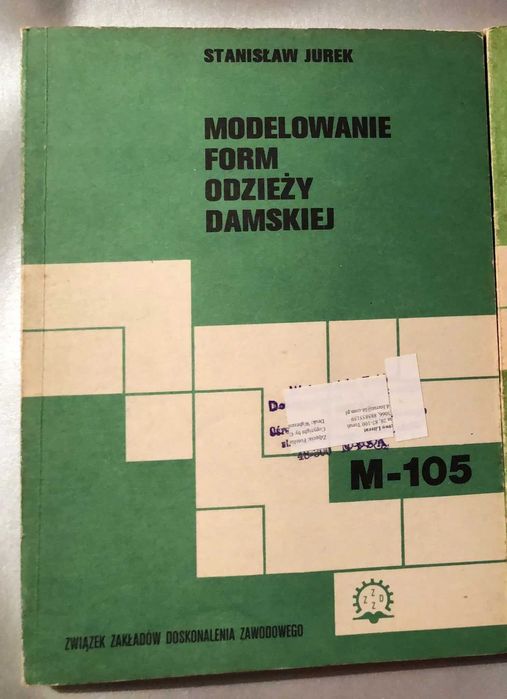 STANISŁAW JUREK
MODELOWANIE
FORM
ODZIEŻY
DAMSKIEJ
M-105
Z Z D
Z
ZWIĄZEK ZAKŁADÓW DOSKONALENIA ZAWODOWEGO